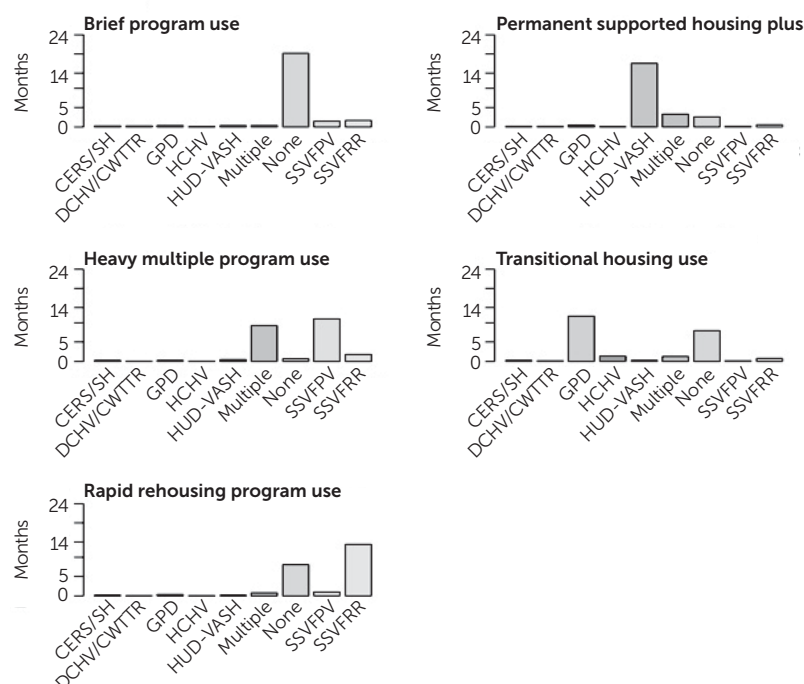 Brief program use
Months
24
14
5
0
CERS/SH
DCHV/CWTTR
GPD
HCHV
HUD-VASH
Multiple
None
SSVFPV
SSVFRR
Permanent supported housing plus
Months
24
14
5
0
CERS/SH
DCHV/CWTTR
GPD
HCHV
HUD-VASH
Multiple
None
SSVFPV
SSVFRR
Heavy multiple program use
Months
24
14
5
0
CERS/SH
DCHV/CWTTR
GPD
HCHV
HUD-VASH
Multiple
None
SSVFPV
SSVFRR
Transitional housing use
Months
24
14
5
0
CERS/SH
DCHV/CWTTR
GPD
HCHV
HUD-VASH
Multiple
None
SSVFPV
SSVFRR
Rapid rehousing program use
Months
24
14
5
0
CERS/SH
DCHV/CWTTR
GPD
HCHV
HUD-VASH
Multiple
None
SSVFPV
SSVFRR